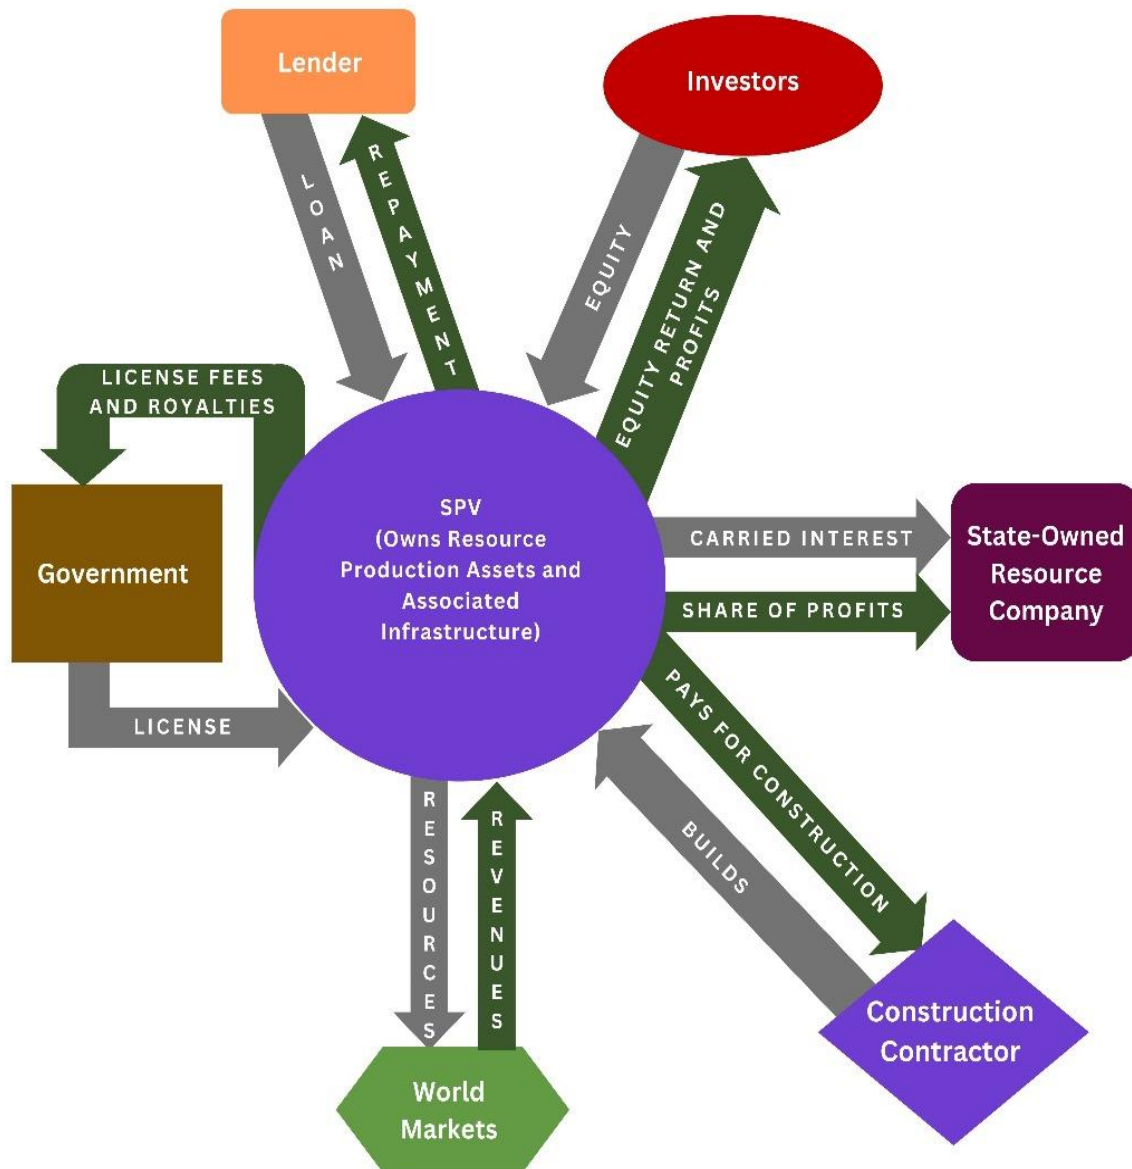 Lender
Investors
LOAN
REPAYMENT
EQUITY
EQUITY RETURN AND
PROFITS
LICENSE FEES
AND ROYALTIES
Government
LICENSE
SPV
(Owns Resource
Production Assets and
Associated
Infrastructure)
CARRIED INTEREST
SHARE OF PROFITS
State-Owned
Resource
Company
PAYS FOR CONSTRUCTION
BUILDS
RESOURCES
REVENUES
Construction
Contractor
World
Markets